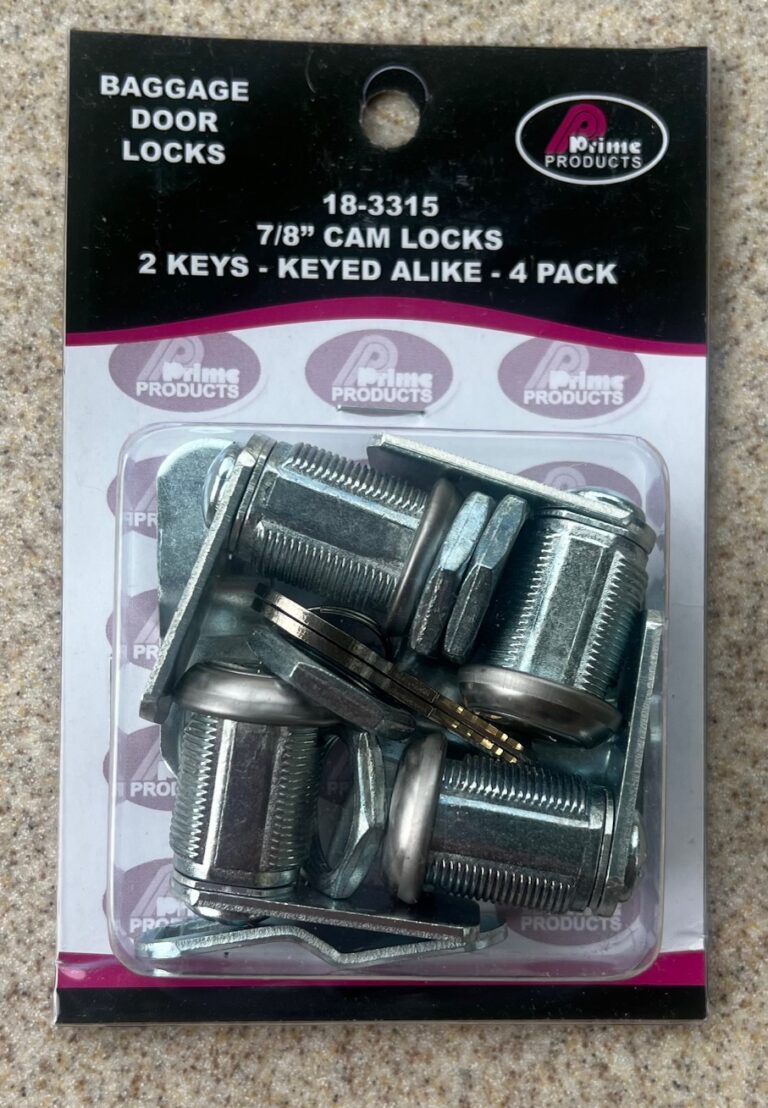 BAGGAGE
DOOR
LOCKS
Prime
PRODUCTS
18-3315
7/8” CAM LOCKS
2 KEYS - KEYED ALIKE - 4 PACK
Prime
PRODUCTS
Prime
PRODUCTS
Prime
PRODUCTS
PRODUCTS